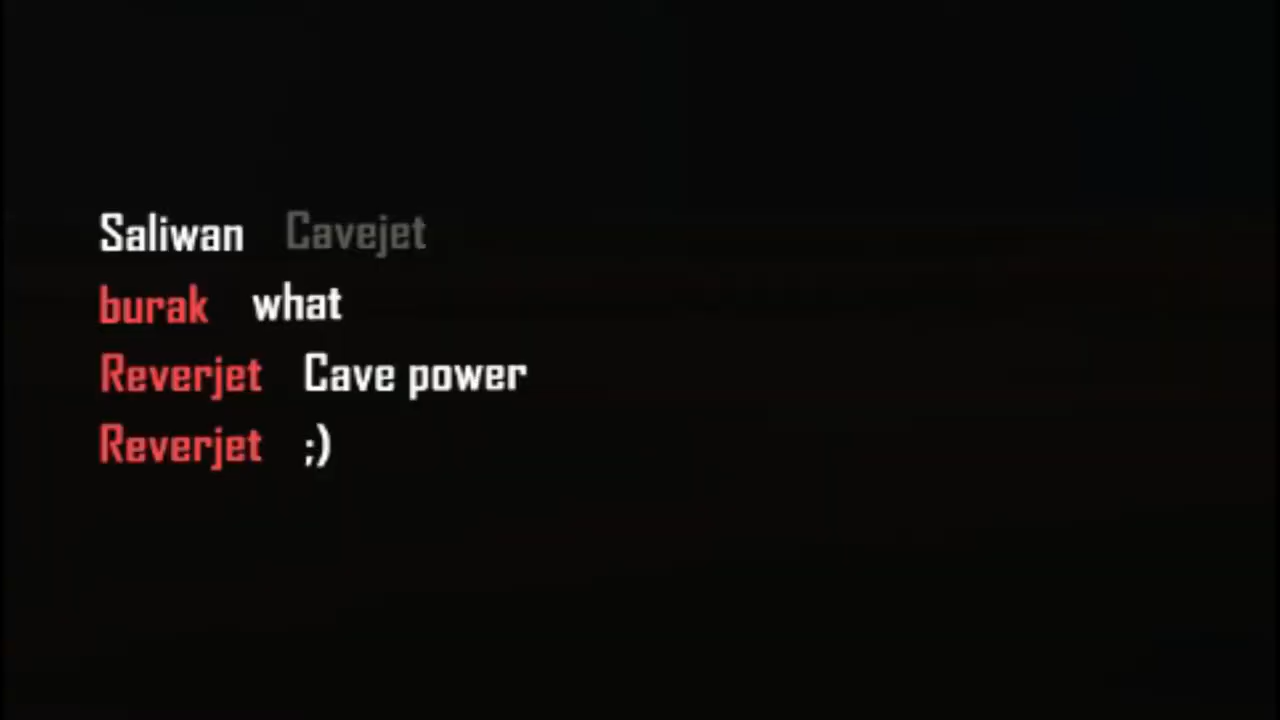 Saliwan Cavejet
burak what
Reverjet Cave power
Reverjet ;)